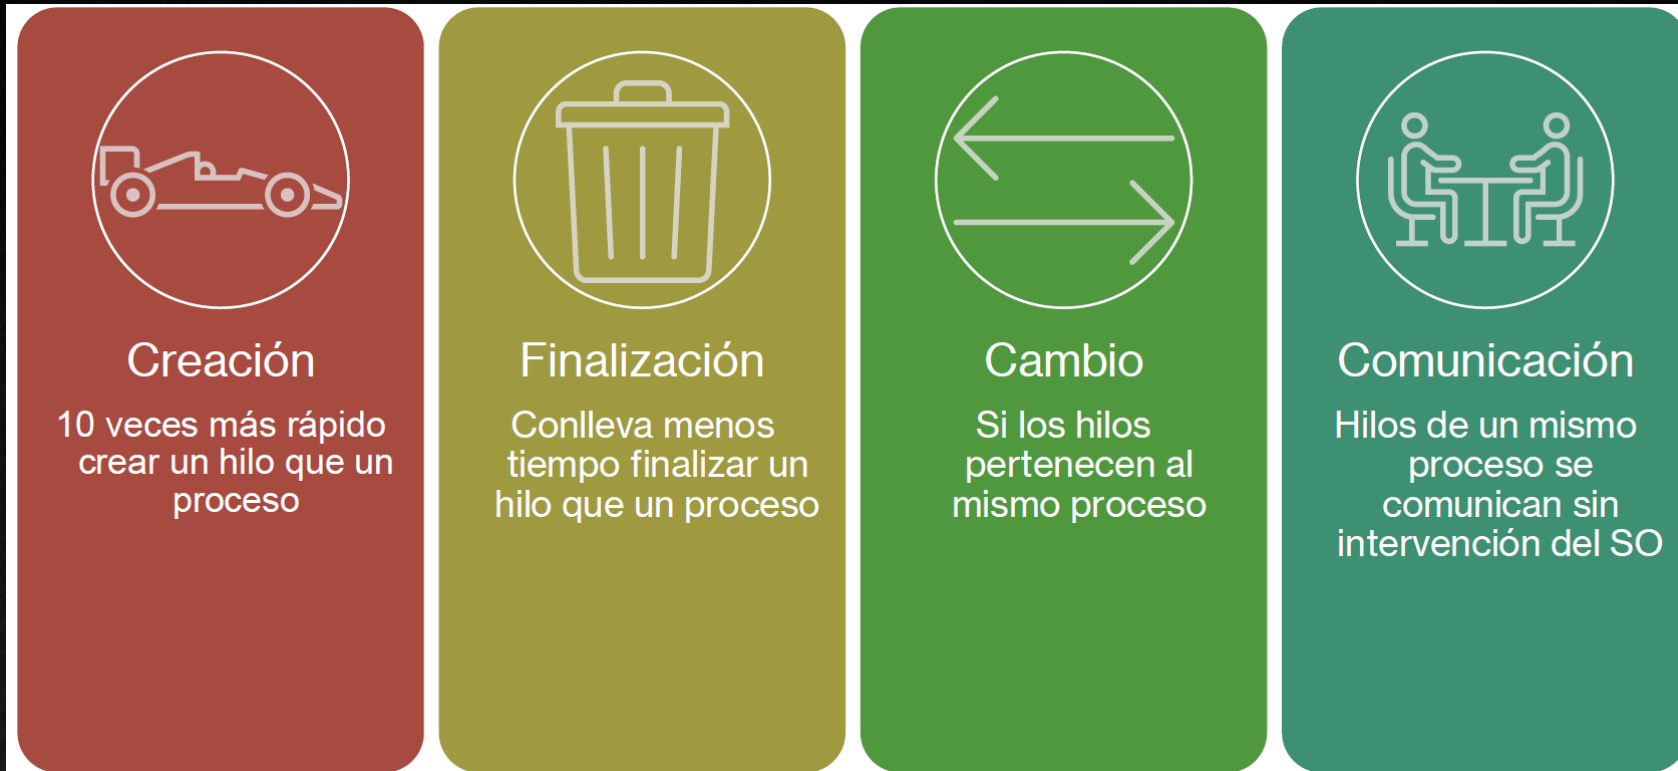 Creación
10 veces más rápido
crear un hilo que un
proceso
Finalización
Conlleva menos
tiempo finalizar un
hilo que un proceso
Cambio
Si los hilos
pertenecen al
mismo proceso
Comunicación
Hilos de un mismo
proceso se
comunican sin
intervención del SO